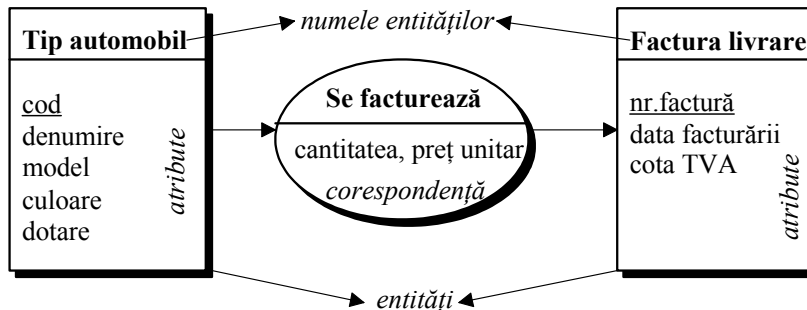 Tip automobil
numele entităților
Factura livrare
cod
denumire
model
culoare
dotare
atribute
Se facturează
cantitatea, preț unitar
corespondență
nr.factură
data facturării
cota TVA
atribute
entități